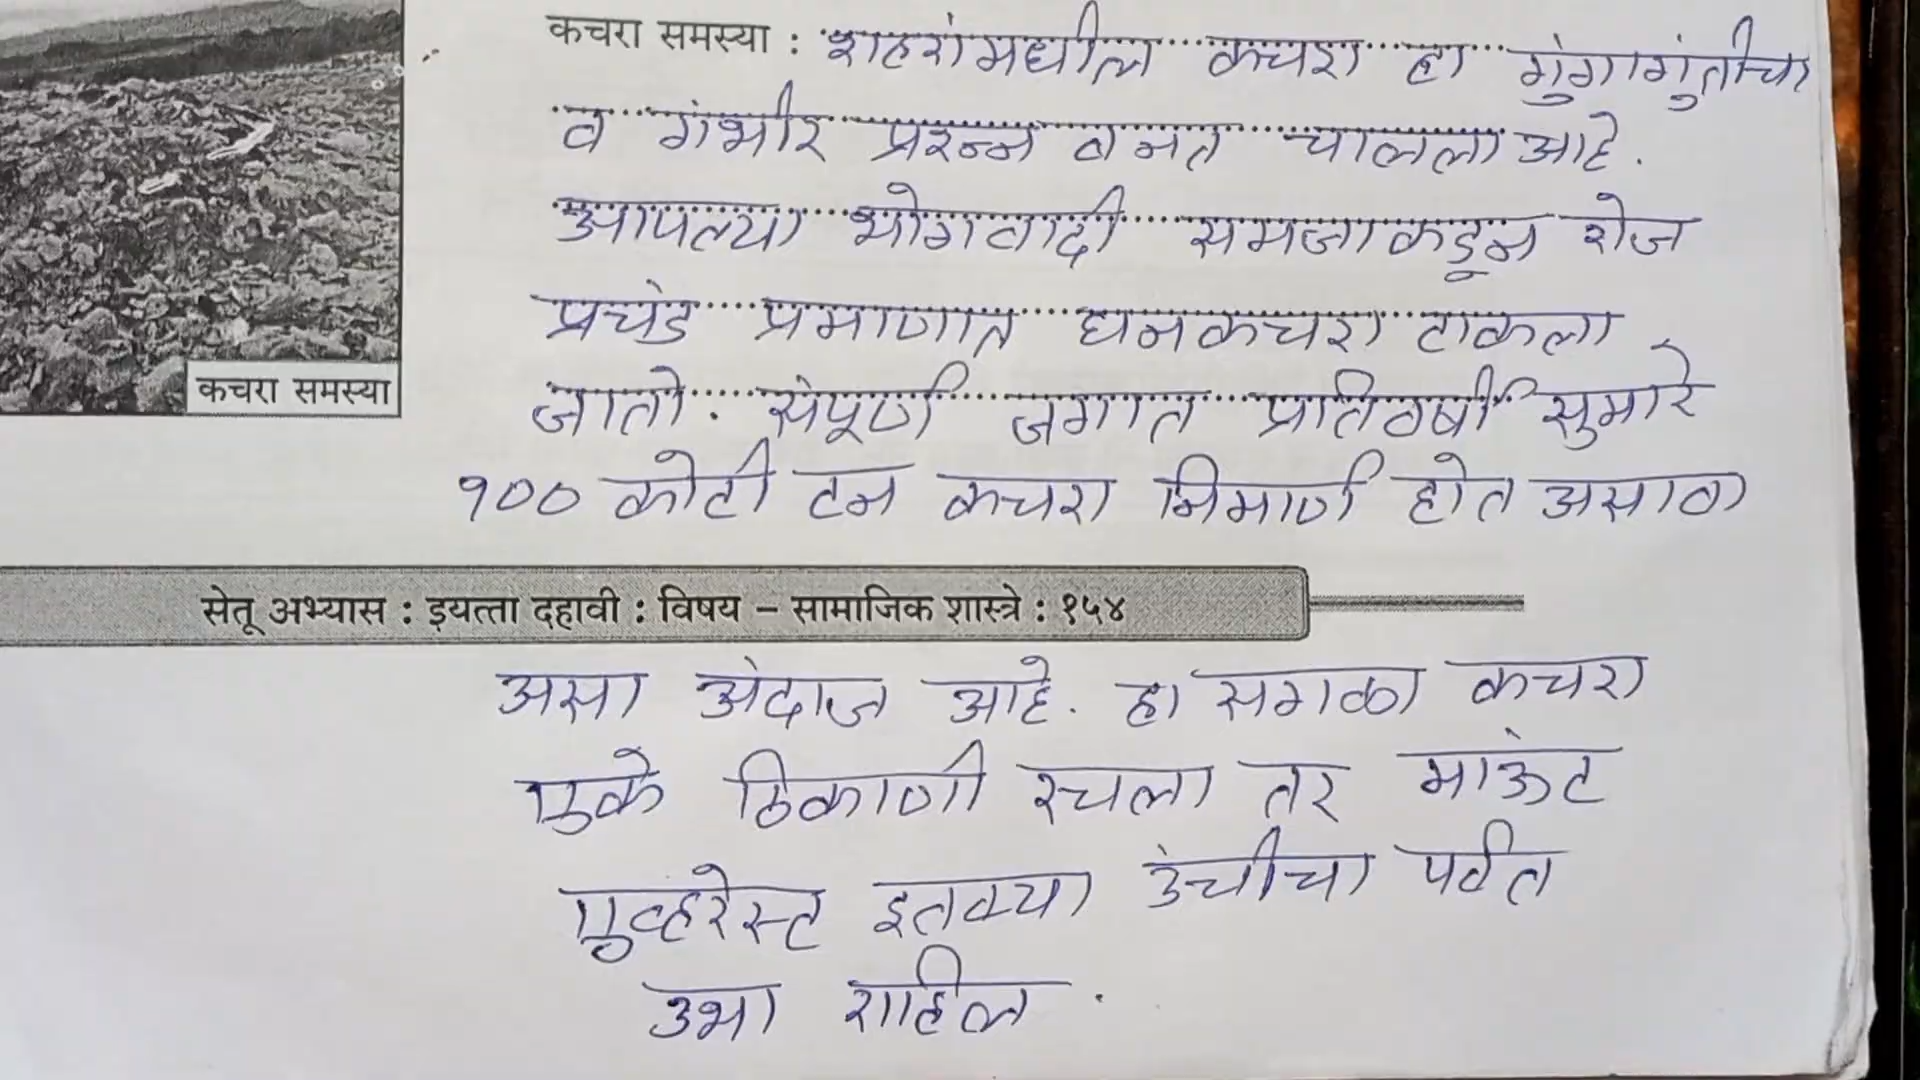 कचरा समस्या : शहरांमधील कचरा हा गुंगागुंतीचा
व गंभीर प्रश्न बनत चालला आहे.
आपल्या भोगवादी समजाकडून रोज
प्रचंड प्रमाणात घनकचरा टाकला
कचरा समस्या
जातो. संपूर्ण जगात प्रतिवर्षी सुमारे
१०० कोटी टन कचरा निर्माण होत असावा
सेतू अभ्यास : इयत्ता दहावी : विषय – सामाजिक शास्त्रे : १५४
असा अंदाज आहे. हा सगळा कचरा
एके ठिकाणी रचला तर माऊंट
एव्हरेस्ट इतक्या उंचीचा पर्वत
उभा राहील.